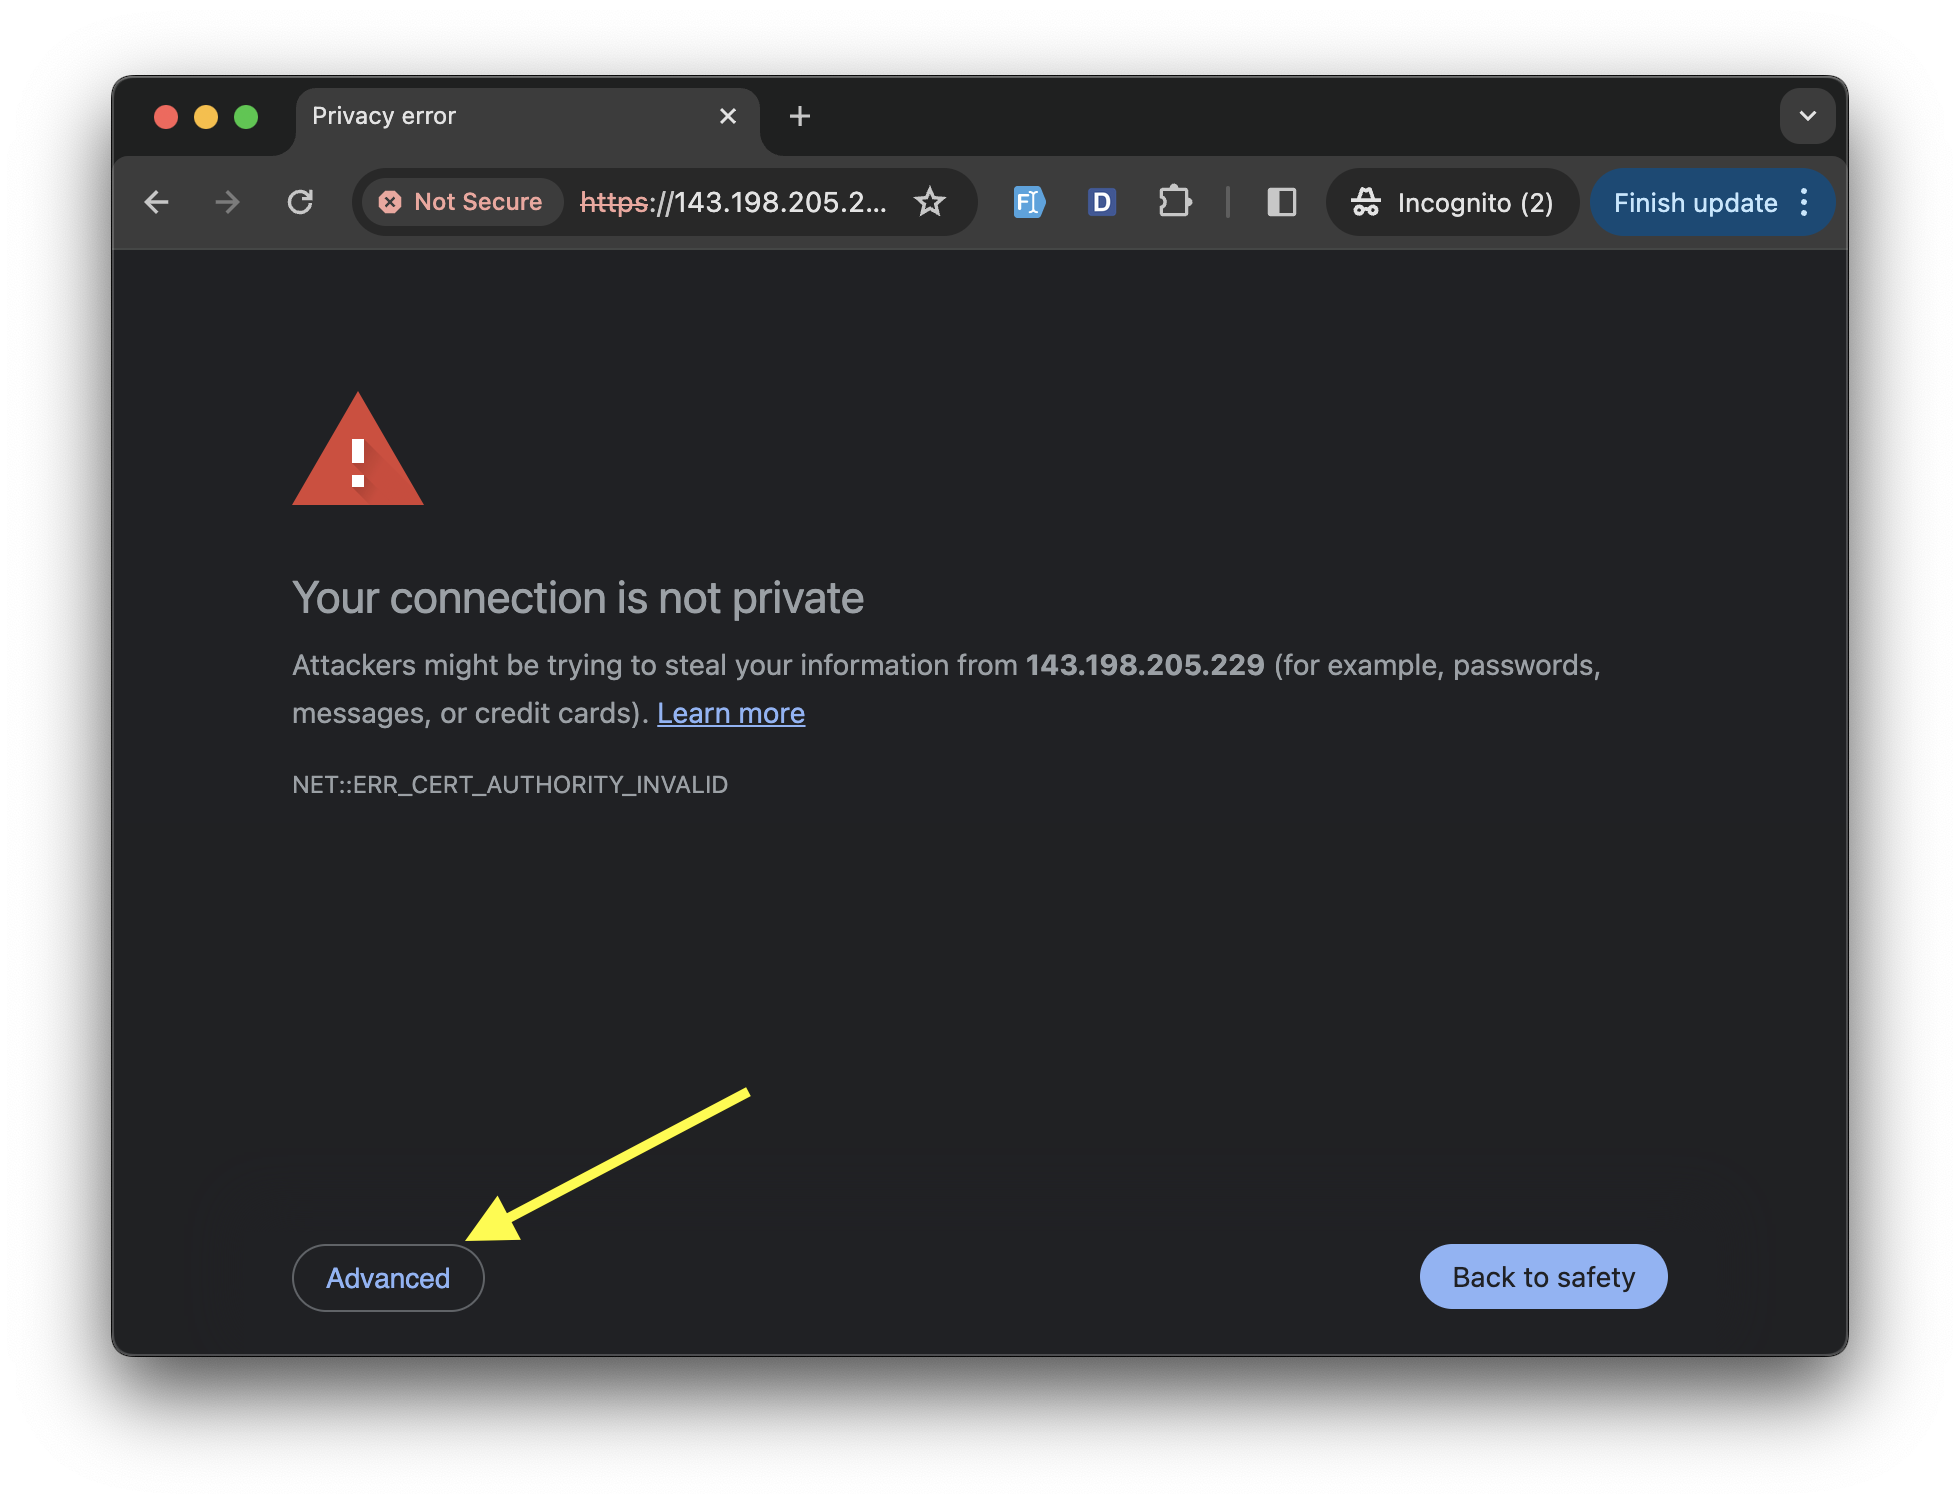 Privacy error
Not Secure
https://143.198.205.2...
D
Incognito (2)
Finish update
Your connection is not private
Attackers might be trying to steal your information from 143.198.205.229 (for example, passwords,
messages, or credit cards). Learn more
NET::ERR_CERT_AUTHORITY_INVALID
Advanced
Back to safety